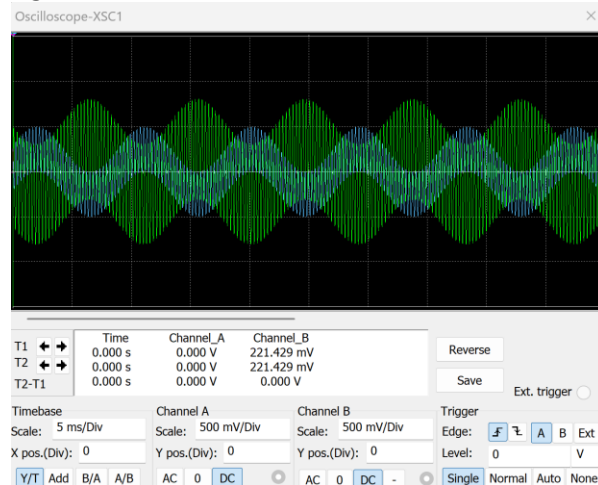 Oscilloscope-XSC1
Time Channel_A Channel_B
T1 0.000 s 0.000 V 221.429 mV
T2 0.000 s 0.000 V 221.429 mV
T2-T1 0.000 s 0.000 V 0.000 V
Reverse
Save
Ext. trigger
Timebase
Scale: 5 ms/Div
X pos.(Div): 0
Y/T Add B/A A/B
Channel A
Scale: 500 mV/Div
Y pos.(Div): 0
AC 0 DC
Channel B
Scale: 500 mV/Div
Y pos.(Div): 0
AC 0 DC -
Trigger
Edge: A B Ext
Level: 0 V
Single Normal Auto None